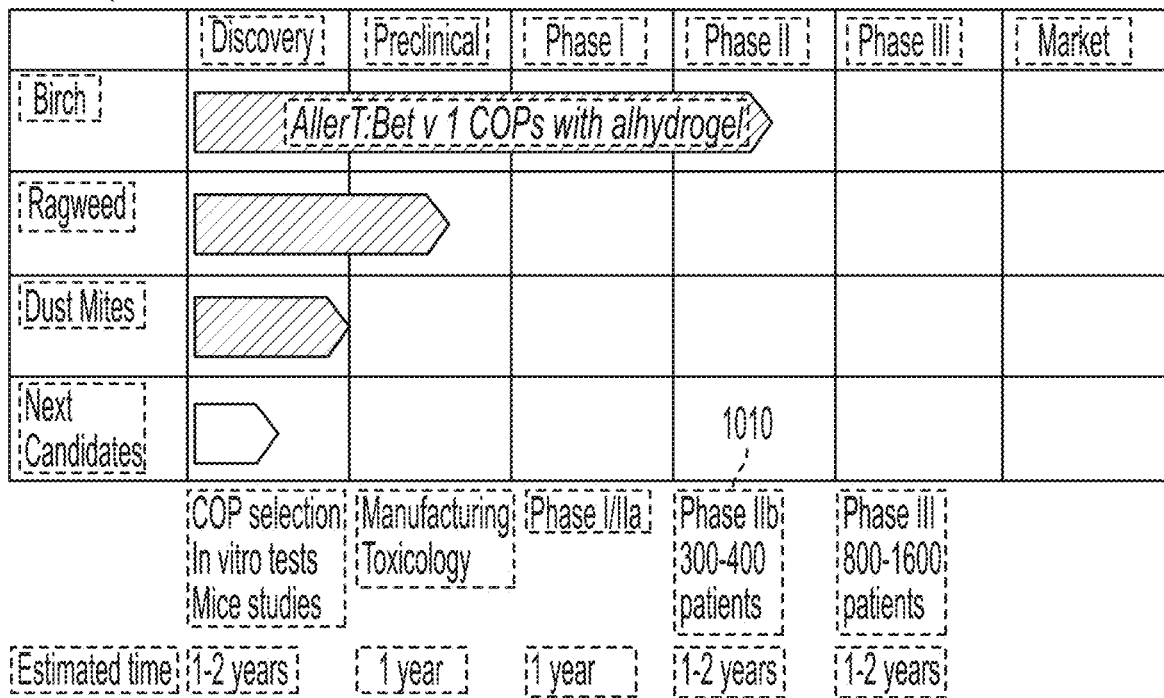 Discovery Preclinical Phase I Phase II Phase III Market
Birch AllerT:Bet v 1 COPs with alhydrogel
Ragweed
Dust Mites
Next
Candidates
1010
COP selection Manufacturing Phase I/IIa Phase IIb Phase III
In vitro tests Toxicology 300-400 800-1600
Mice studies patients patients
Estimated time 1-2 years 1 year 1 year 1-2 years 1-2 years